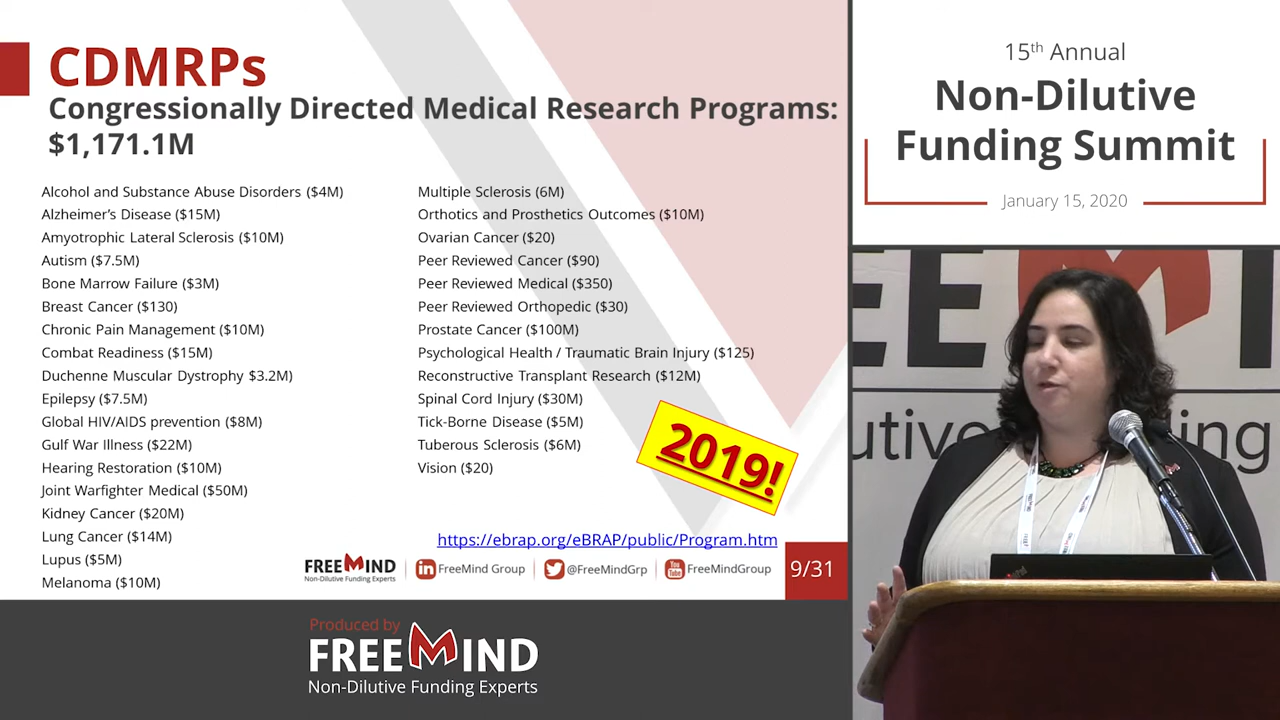 CDMRPs
Congressionally Directed Medical Research Programs:
$1,171.1M
Alcohol and Substance Abuse Disorders ($4M)
Alzheimer's Disease ($15M)
Amyotrophic Lateral Sclerosis ($10M)
Autism ($7.5M)
Bone Marrow Failure ($3M)
Breast Cancer ($130)
Chronic Pain Management ($10M)
Combat Readiness ($15M)
Duchenne Muscular Dystrophy $3.2M)
Epilepsy ($7.5M)
Global HIV/AIDS prevention ($8M)
Gulf War Illness ($22M)
Hearing Restoration ($10M)
Joint Warfighter Medical ($50M)
Kidney Cancer ($20M)
Lung Cancer ($14M)
Lupus ($5M)
Melanoma ($10M)
Multiple Sclerosis (6M)
Orthotics and Prosthetics Outcomes ($10M)
Ovarian Cancer ($20)
Peer Reviewed Cancer ($90)
Peer Reviewed Medical ($350)
Peer Reviewed Orthopedic ($30)
Prostate Cancer ($100M)
Psychological Health / Traumatic Brain Injury ($125)
Reconstructive Transplant Research ($12M)
Spinal Cord Injury ($30M)
Tick-Borne Disease ($5M)
Tuberous Sclerosis ($6M)
Vision ($20)
2019!
https://ebrap.org/eBRAP/public/Program.htm
FREEMIND
Non-Dilutive Funding Experts
in FreeMind Group
@FreeMindGrp
You Tube FreeMindGroup
9/31
Produced by
FREEMIND
Non-Dilutive Funding Experts
15th Annual
Non-Dilutive
Funding Summit
January 15, 2020
EE M I
utive ing